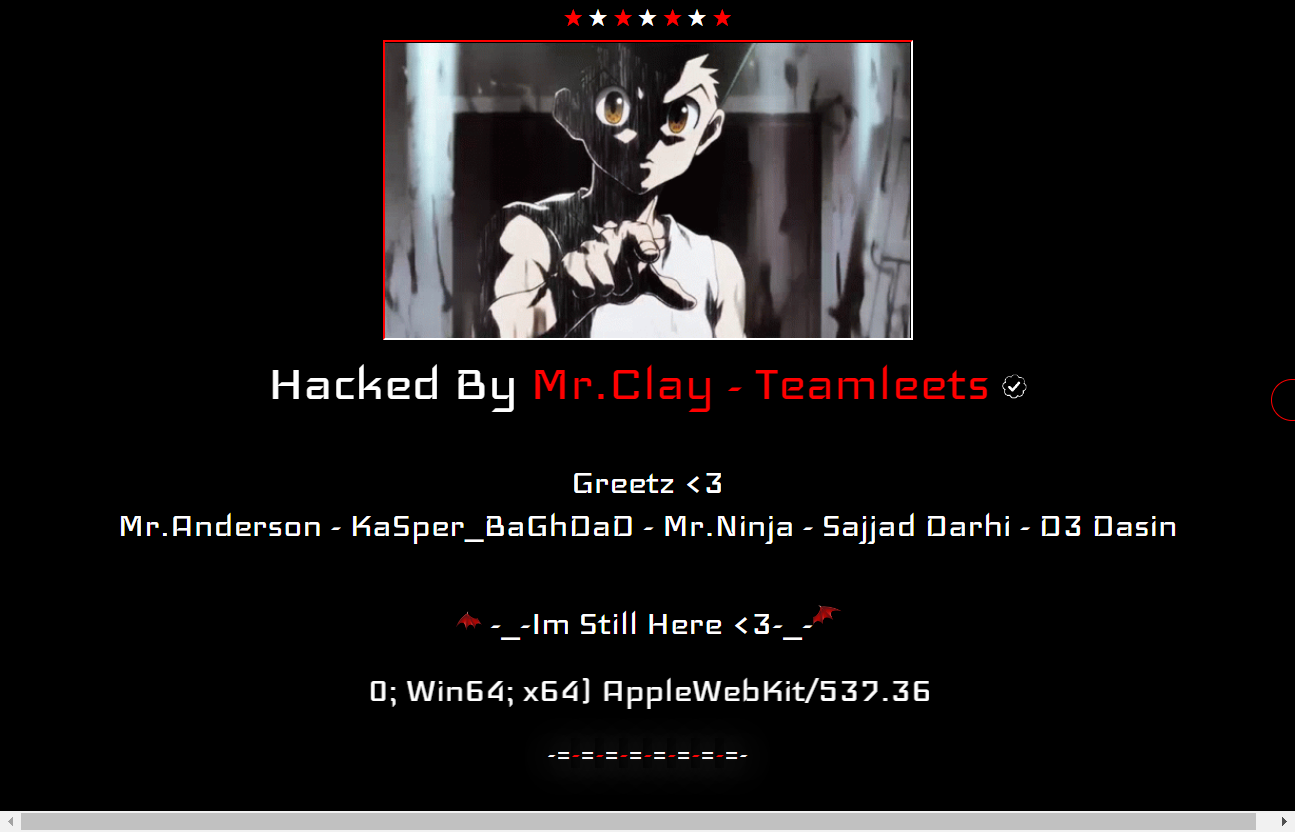 ★ ★ ★ ★ ★ ★ ★
Hacked By Mr.Clay - Teamleets
Greetz <3
Mr.Anderson - KaSper_BaGhDaD - Mr.Ninja - Sajjad Darhi - D3 Dasin
-_-Im Still Here <3-_-
0; Win64; x64) AppleWebKit/537.36
-=-=-=-=-=-=-=-=-